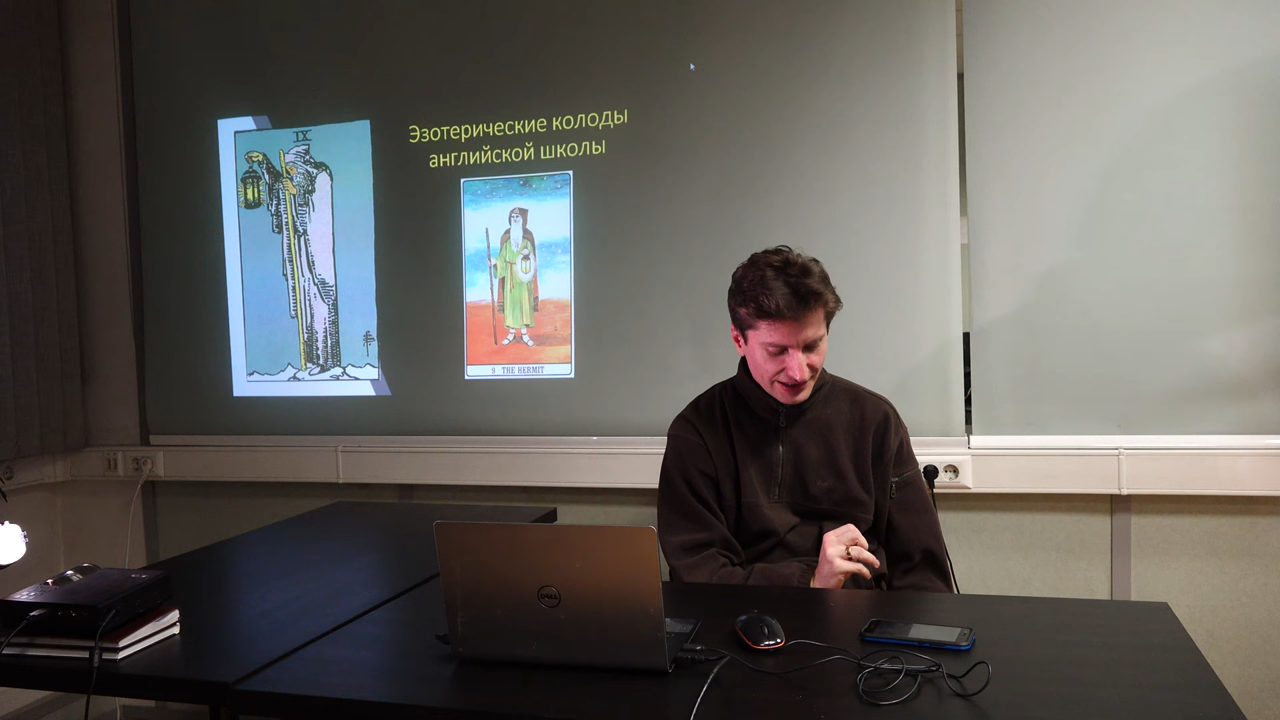 IX
Эзотерические колоды
английской школы
9 THE HERMIT
DELL